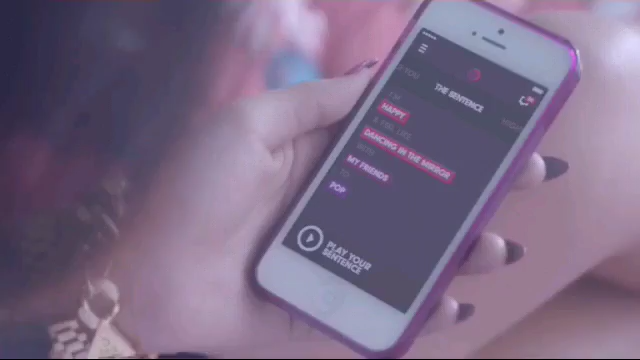 THE SENTENCE
I'M
HAPPY
& FEEL LIKE
DANCING IN THE MIRROR
WITH
MY FRIENDS
TO
POP
PLAY YOUR
SENTENCE